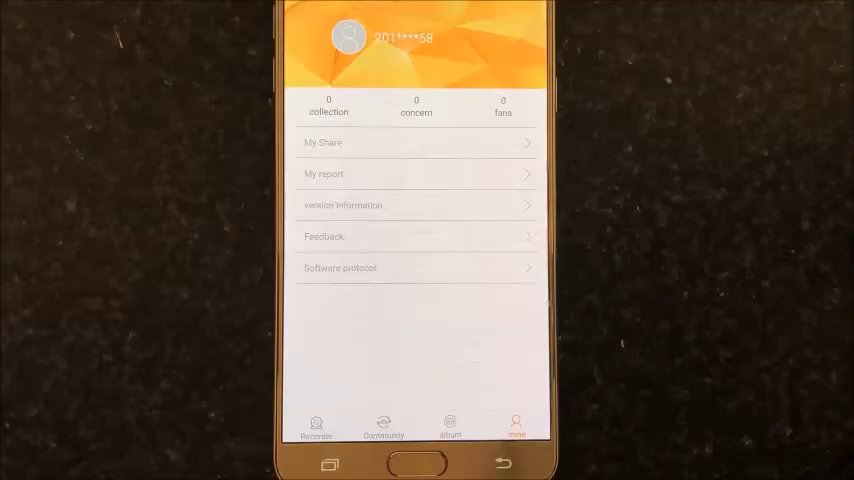 201****58
0 0 0
collection concern fans
My Share
My report
version information
Feedback
Software protocol
Recorder Community album mine